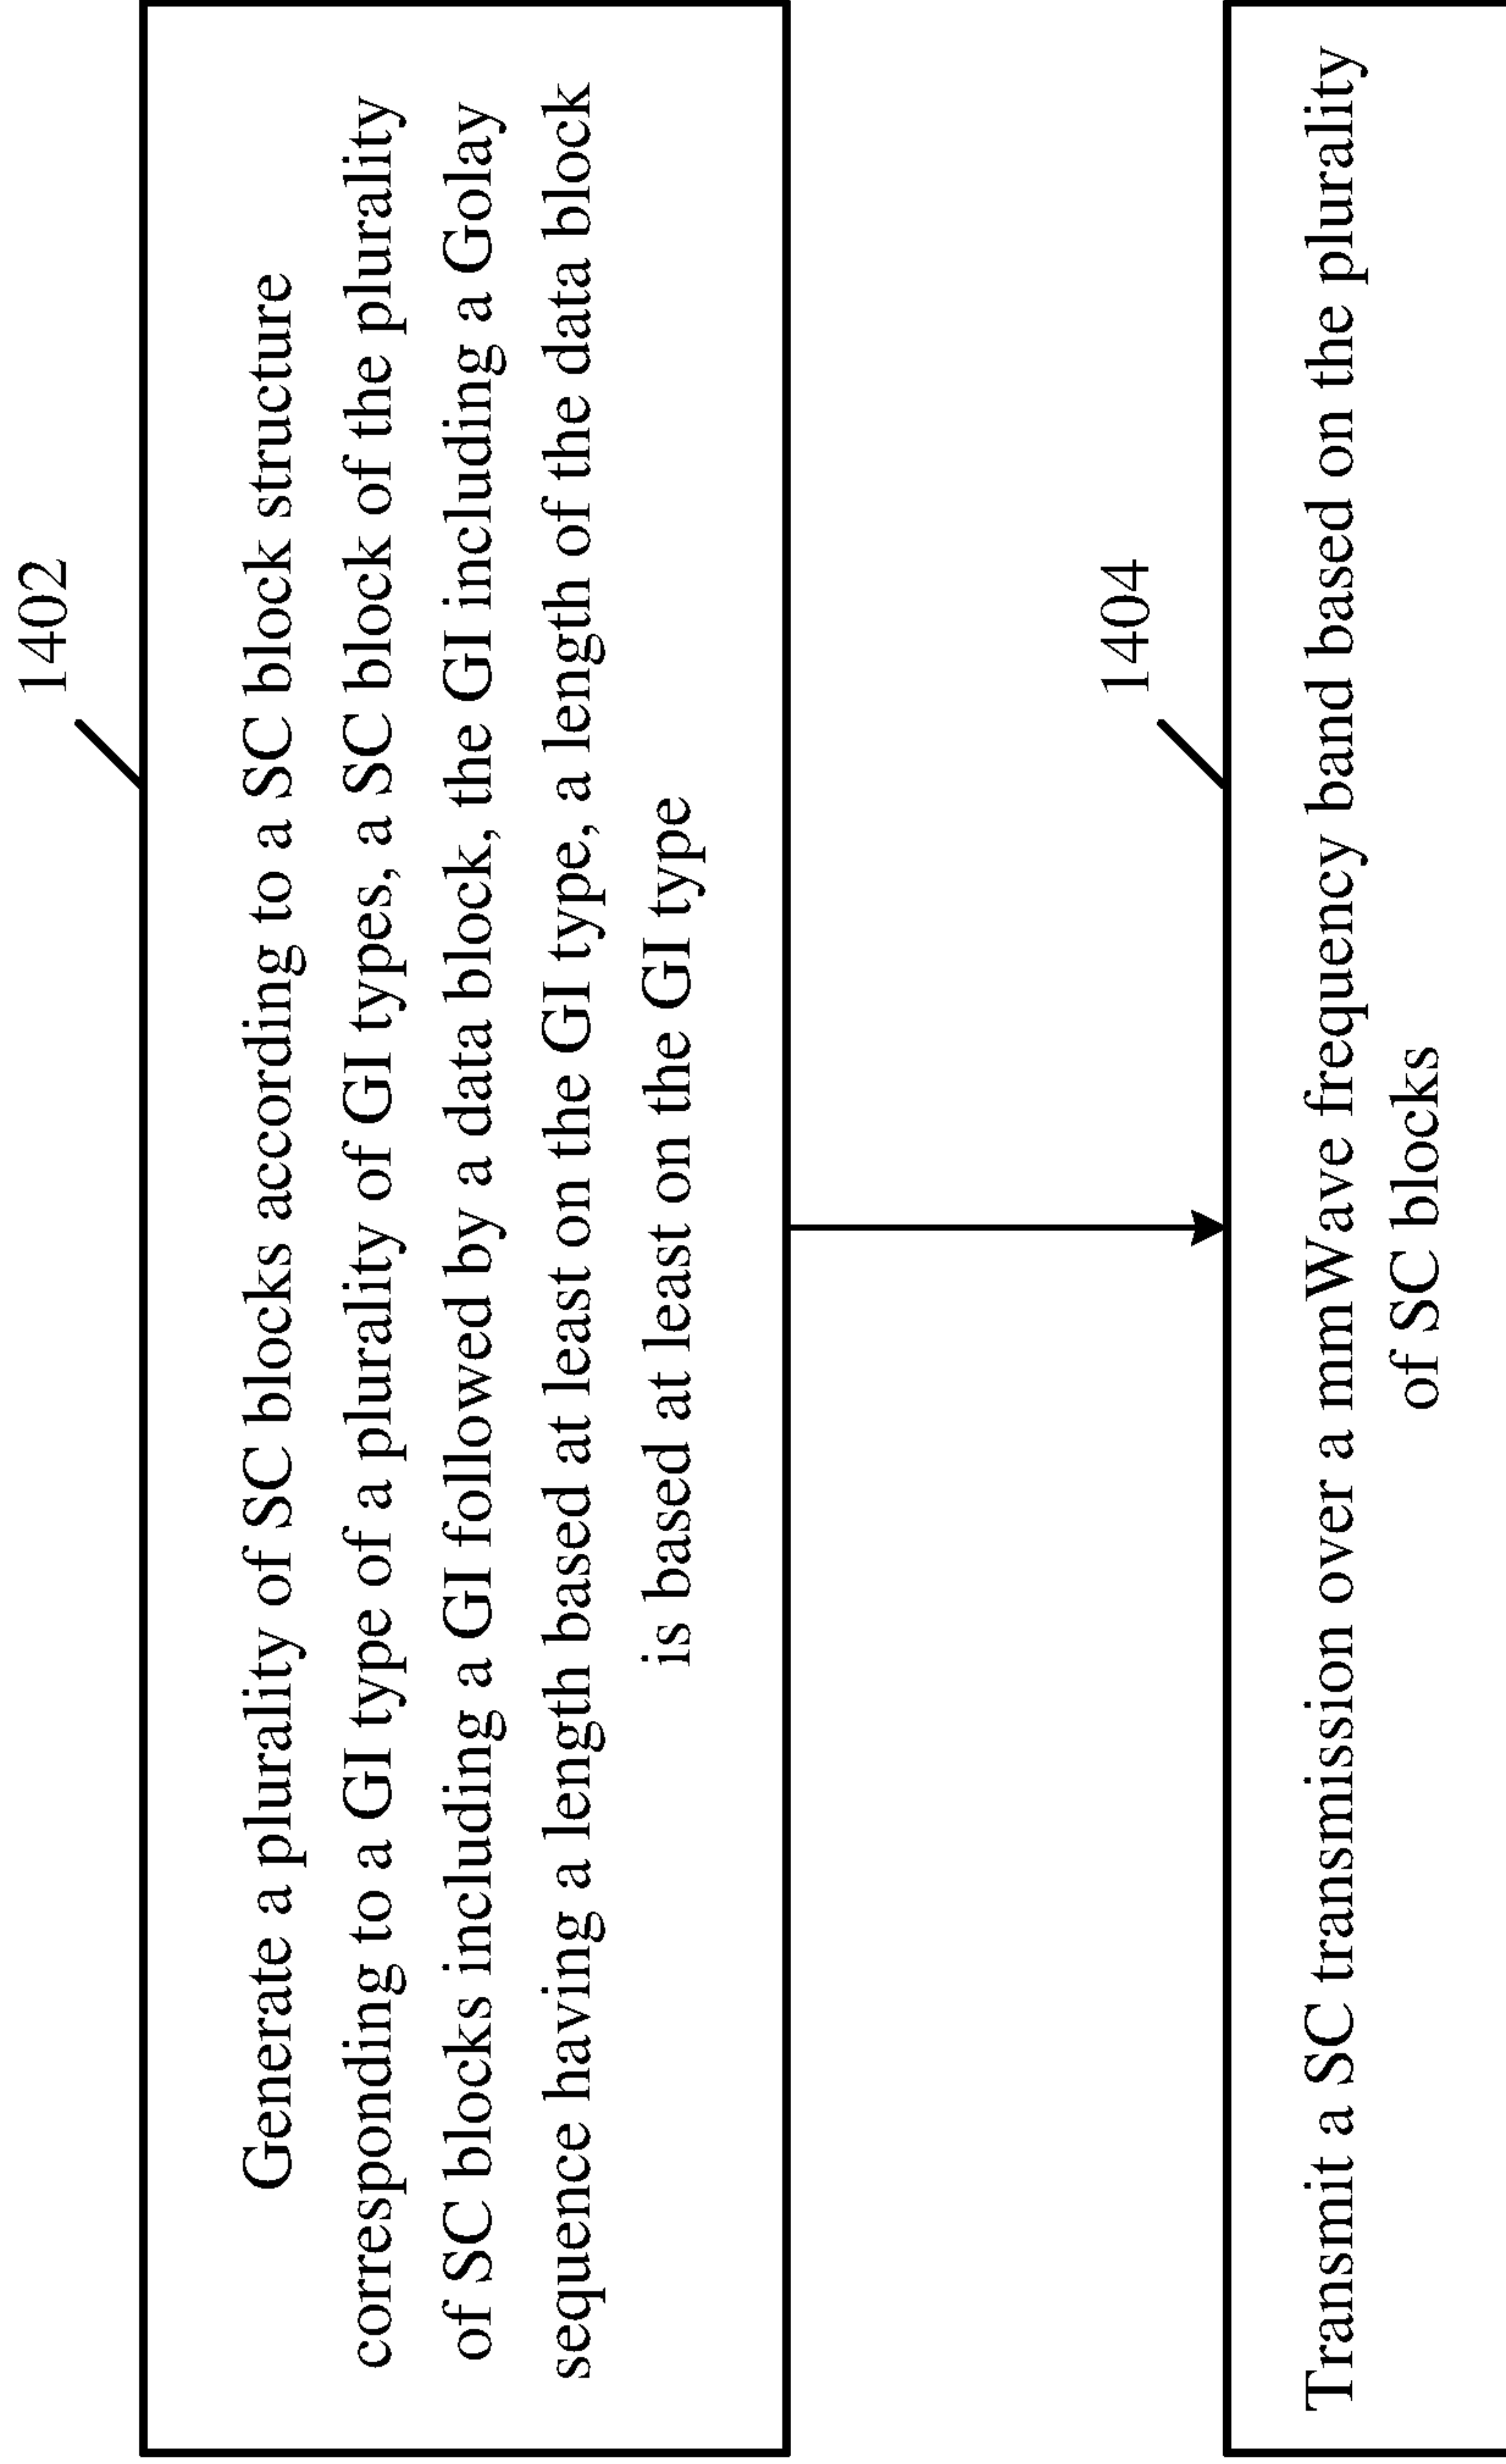 1402
Generate a plurality of SC blocks according to a SC block structure
corresponding to a GI type of a plurality of GI types, a SC block of the plurality
of SC blocks including a GI followed by a data block, the GI including a Golay
sequence having a length based at least on the GI type, a length of the data block
is based at least on the GI type
1404
Transmit a SC transmission over a mmWave frequency band based on the plurality
of SC blocks